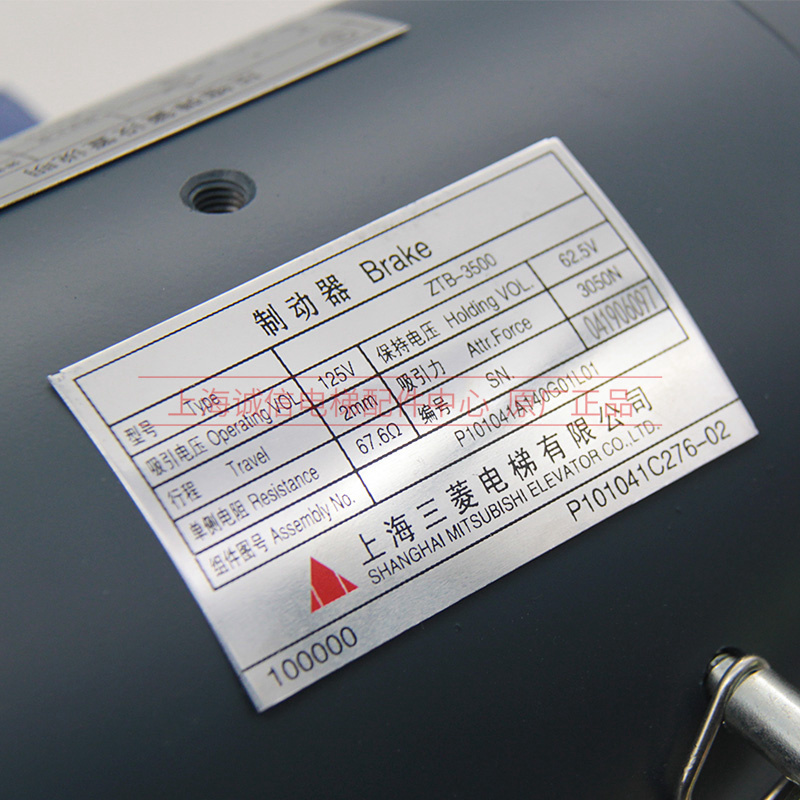 制动器 Brake
型号 Type ZTB-3500
吸引电压 Operating VOL. 125V 保持电压 Holding VOL. 62.5V
行程 Travel 2mm 吸引力 Attr.Force 3050N
单侧电阻 Resistance 67.6Ω 编号 SN. 041906097
组件图号 Assembly No.
上海三菱电梯有限公司
SHANGHAI MITSUBISHI ELEVATOR CO.,LTD.
100000 P101041C276-02
上海诚信电梯配件中心 原厂正品